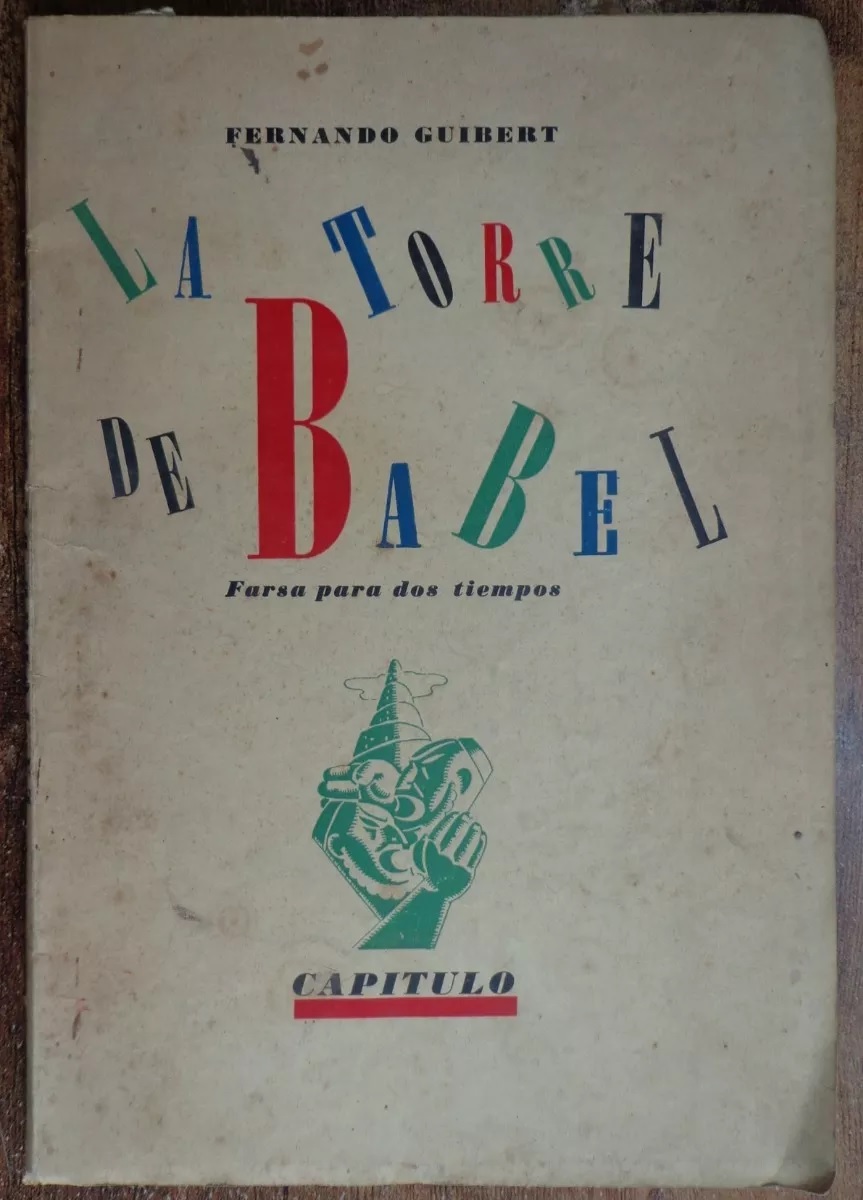 FERNANDO GUIBERT
LA TORRE
DE BABEL
Farsa para dos tiempos
CAPITULO